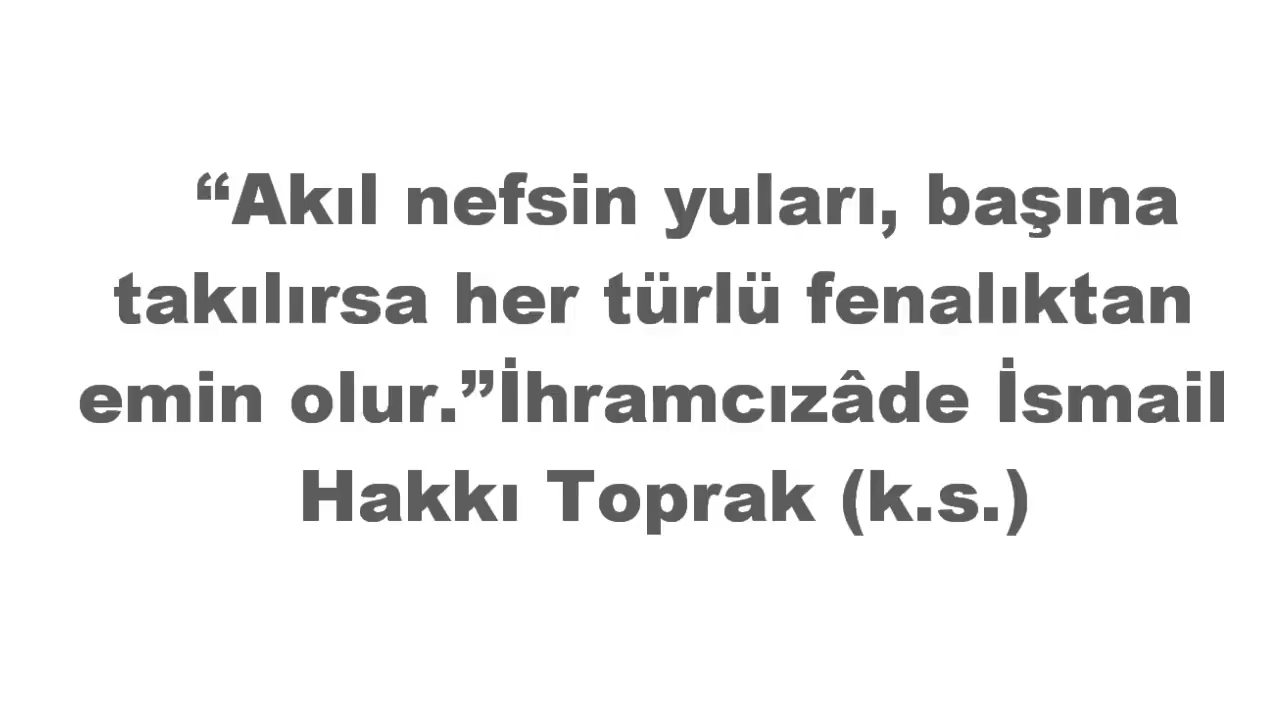 “Akıl nefsin yuları, başına
takılırsa her türlü fenalıktan
emin olur.”İhramcızâde İsmail
Hakkı Toprak (k.s.)